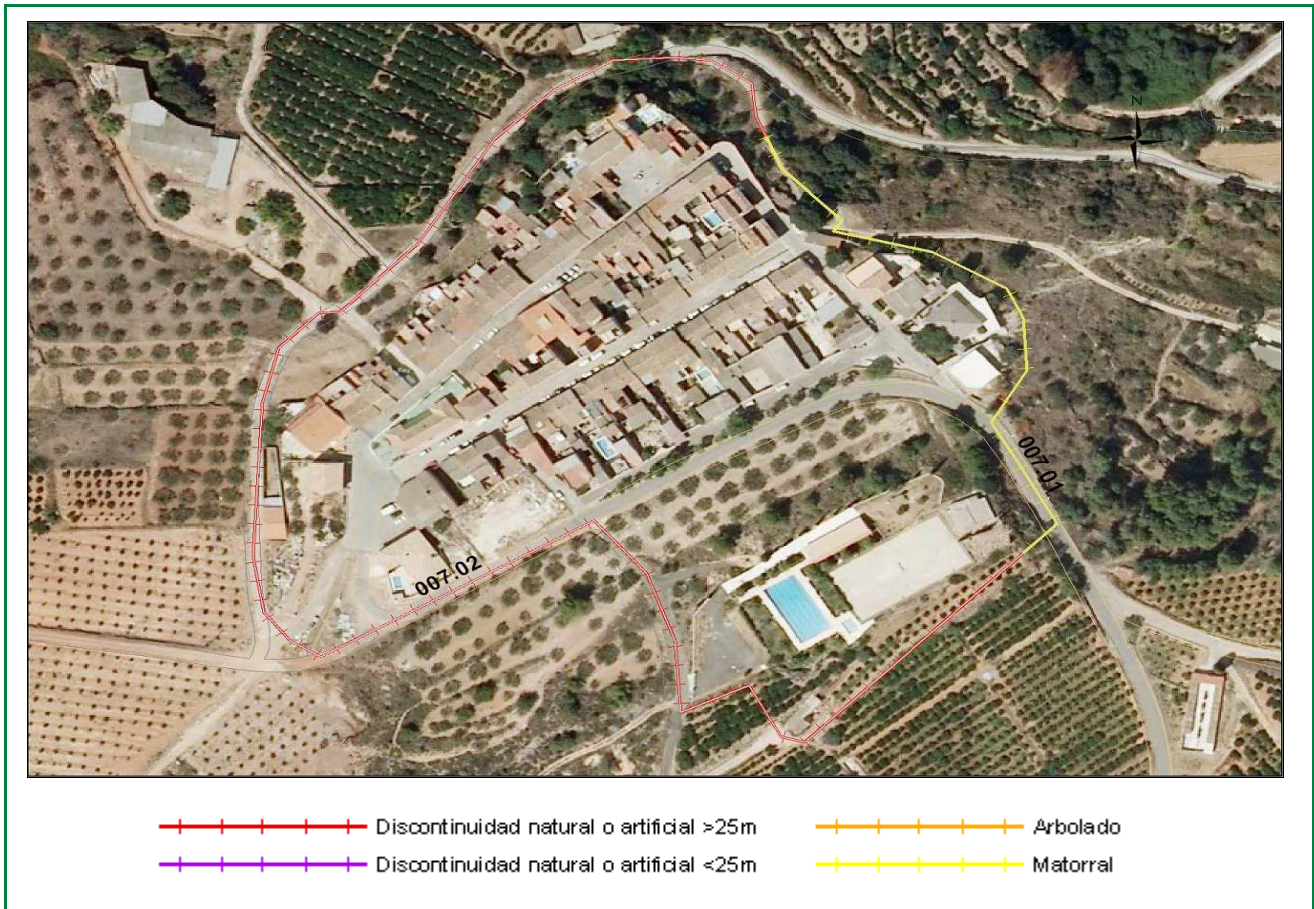 N
007.01
007.02
Discontinuidad natural o artificial >25m
Arbolado
Discontinuidad natural o artificial <25m
Matorral